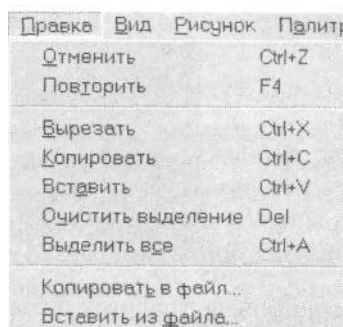 Правка Вид Рисунок
Отменить Ctrl+Z
Повторить F4
Вырезать Ctrl+X
Копировать Ctrl+C
Вставить Ctrl+V
Очистить выделение Del
Выделить все Ctrl+A
Копировать в файл...
Вставить из файла...